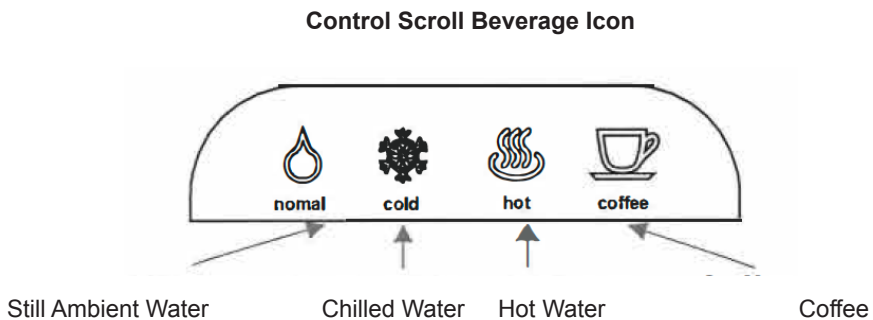 Control Scroll Beverage Icon
nomal cold hot coffee
Still Ambient Water Chilled Water Hot Water Coffee